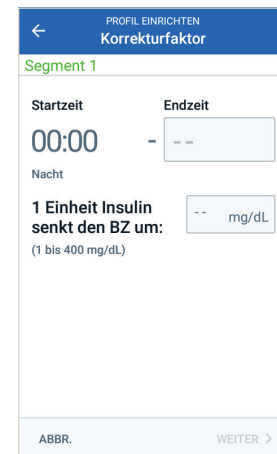 PROFIL EINRICHTEN
Korrekturfaktor
Segment 1
Startzeit Endzeit
00:00 - --
Nacht
1 Einheit Insulin
senkt den BZ um:
-- mg/dL
(1 bis 400 mg/dL)
ABBR. WEITER >